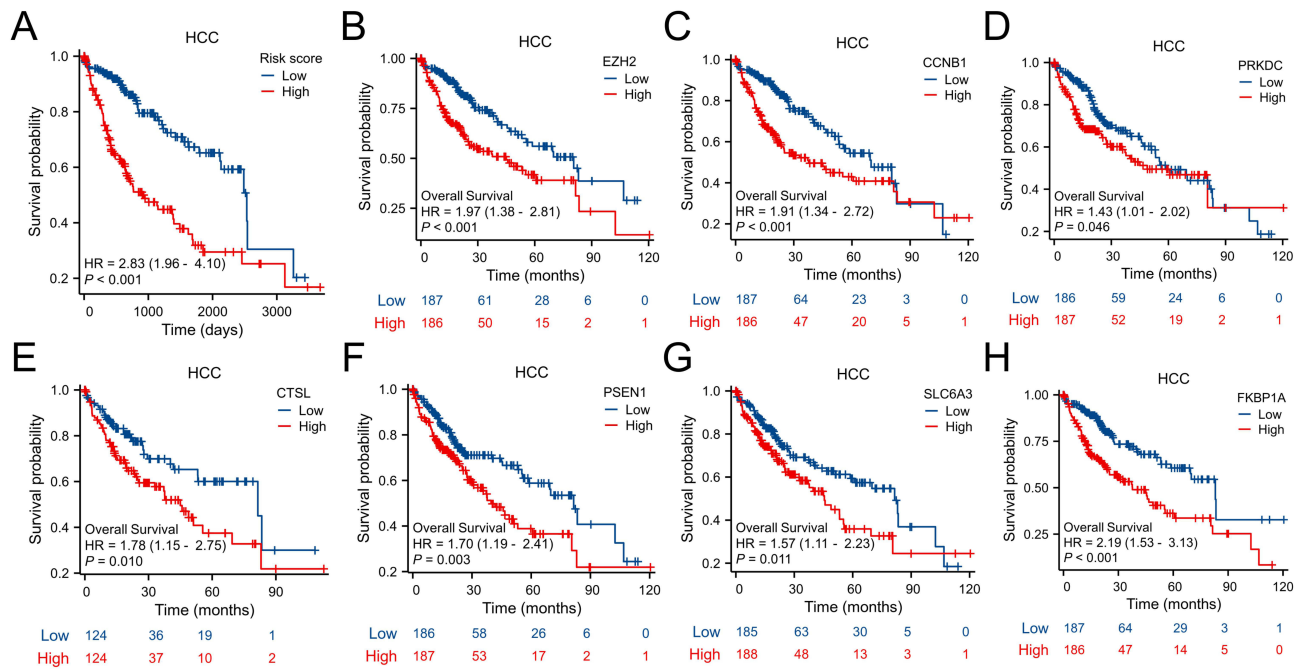 A
HCC
Risk score
Low
High
Survival probability
1.0
0.8
0.6
0.4
0.2
HR = 2.83 (1.96 - 4.10)
P < 0.001
0 1000 2000 3000
Time (days)
B
HCC
EZH2
Low
High
Survival probability
1.00
0.75
0.50
0.25
Overall Survival
HR = 1.97 (1.38 - 2.81)
P < 0.001
0 30 60 90 120
Time (months)
Low 187 61 28 6 0
High 186 50 15 2 1
C
HCC
CCNB1
Low
High
Survival probability
1.0
0.8
0.6
0.4
0.2
Overall Survival
HR = 1.91 (1.34 - 2.72)
P < 0.001
0 30 60 90 120
Time (months)
Low 187 64 23 3 0
High 186 47 20 5 1
D
HCC
PRKDC
Low
High
Survival probability
1.0
0.8
0.6
0.4
0.2
Overall Survival
HR = 1.43 (1.01 - 2.02)
P = 0.046
0 30 60 90 120
Time (months)
Low 186 59 24 6 0
High 187 52 19 2 1
E
HCC
CTSL
Low
High
Survival probability
1.0
0.8
0.6
0.4
0.2
Overall Survival
HR = 1.78 (1.15 - 2.75)
P = 0.010
0 30 60 90
Time (months)
Low 124 36 19 1
High 124 37 10 2
F
HCC
PSEN1
Low
High
Survival probability
1.0
0.8
0.6
0.4
0.2
Overall Survival
HR = 1.70 (1.19 - 2.41)
P = 0.003
0 30 60 90 120
Time (months)
Low 186 58 26 6 0
High 187 53 17 2 1
G
HCC
SLC6A3
Low
High
Survival probability
1.0
0.8
0.6
0.4
0.2
Overall Survival
HR = 1.57 (1.11 - 2.23)
P = 0.011
0 30 60 90 120
Time (months)
Low 185 63 30 5 0
High 188 48 13 3 1
H
HCC
FKBP1A
Low
High
Survival probability
1.00
0.75
0.50
0.25
Overall Survival
HR = 2.19 (1.53 - 3.13)
P < 0.001
0 30 60 90 120
Time (months)
Low 187 64 29 3 1
High 186 47 14 5 0